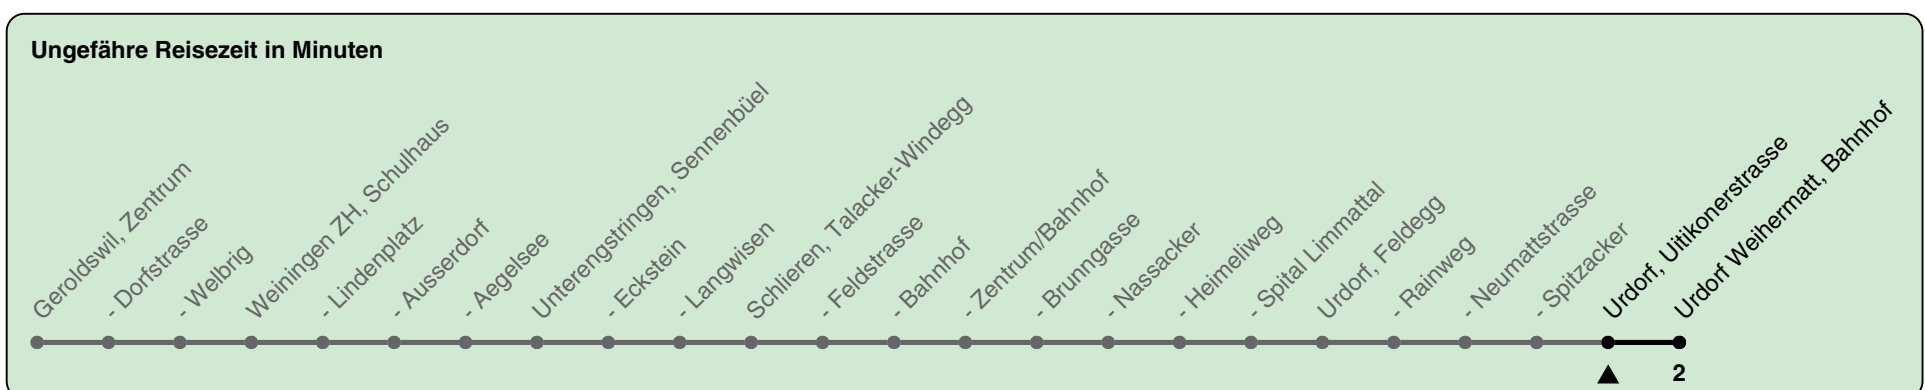 Ungefähre Reisezeit in Minuten
Geroldswil, Zentrum
- Dorfstrasse
- Welbrig
Weiningen ZH, Schulhaus
- Lindenplatz
- Ausserdorf
- Aegelsee
Unterengstringen, Sennenbüel
- Eckstein
- Langwisen
Schlieren, Talacker-Windegg
- Feldstrasse
- Bahnhof
- Zentrum/Bahnhof
- Brunngasse
- Nassacker
- Heimeliweg
- Spital Limmattal
Urdorf, Feldegg
- Rainweg
- Neumattstrasse
- Spitzacker
Urdorf, Uitikonerstrasse
Urdorf Weihermatt, Bahnhof
2